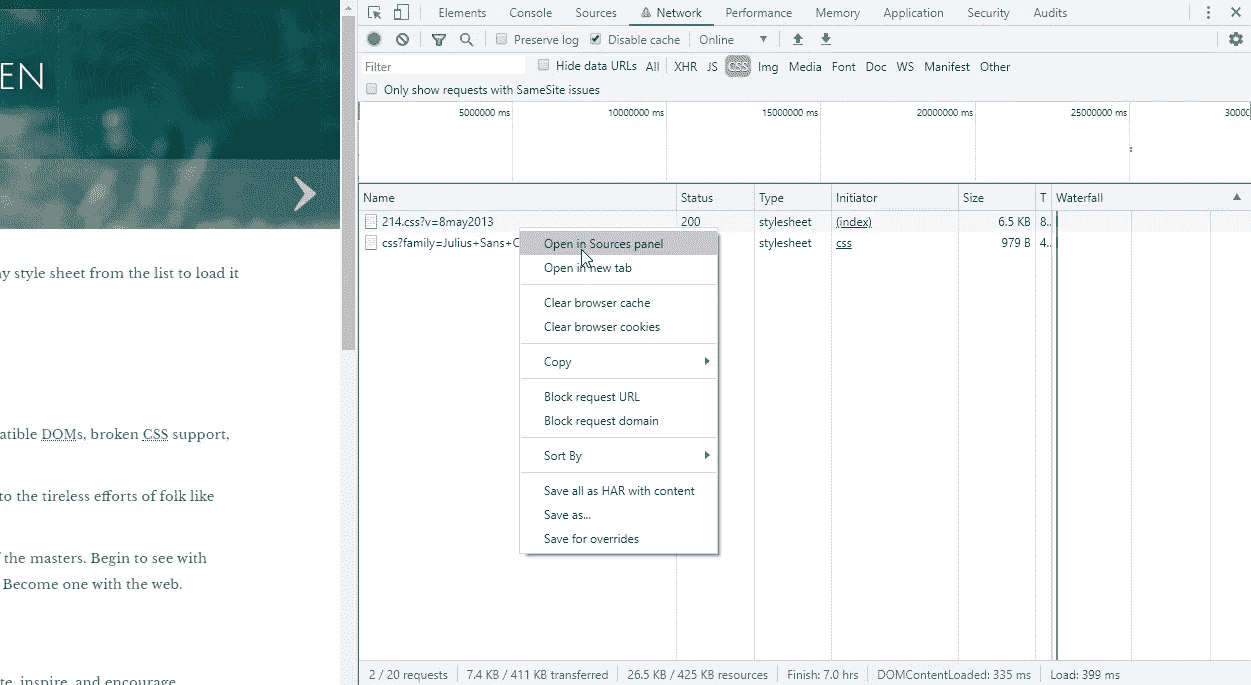 EN
y style sheet from the list to load it
atible DOMs, broken CSS support,
to the tireless efforts of folk like
the masters. Begin to see with
Become one with the web.
te, inspire, and encourage
Elements Console Sources Network Performance Memory Application Security Audits
Preserve log Disable cache Online
Filter Hide data URLs All XHR JS CSS Img Media Font Doc WS Manifest Other
Only show requests with SameSite issues
5000000 ms 10000000 ms 15000000 ms 20000000 ms 25000000 ms 3000
Name Status Type Initiator Size T Waterfall
214.css?v=8may2013 200 stylesheet (index) 6.5 KB 8..
css?family=Julius+Sans+O stylesheet css 979 B 4..
Open in Sources panel
Open in new tab
Clear browser cache
Clear browser cookies
Copy
Block request URL
Block request domain
Sort By
Save all as HAR with content
Save as...
Save for overrides
2 / 20 requests 7.4 KB / 411 KB transferred 26.5 KB / 425 KB resources Finish: 7.0 hrs DOMContentLoaded: 335 ms Load: 399 ms